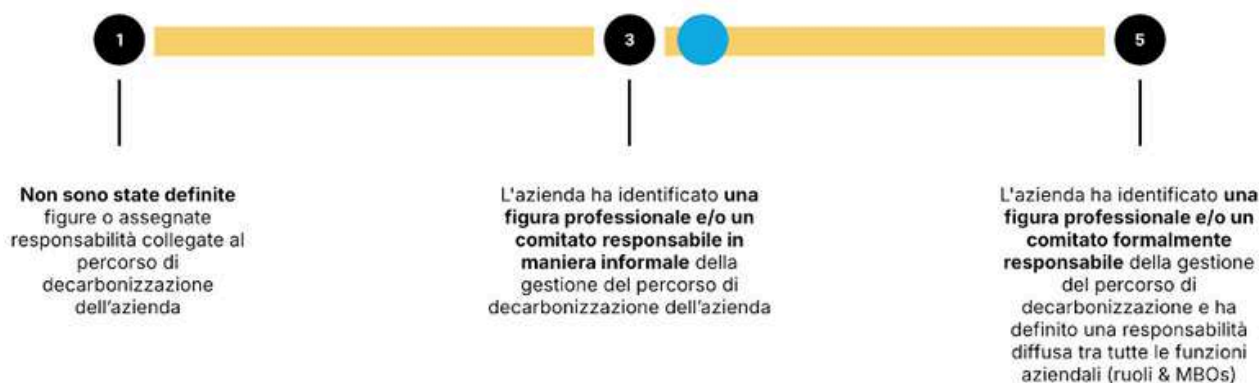 1
3
5
Non sono state definite
figure o assegnate
responsabilità collegate al
percorso di
decarbonizzazione
dell'azienda
L'azienda ha identificato una
figura professionale e/o un
comitato responsabile in
maniera informale della
gestione del percorso di
decarbonizzazione dell'azienda
L'azienda ha identificato una
figura professionale e/o un
comitato formalmente
responsabile della gestione
del percorso di
decarbonizzazione e ha
definito una responsabilità
diffusa tra tutte le funzioni
aziendali (ruoli & MBOs)